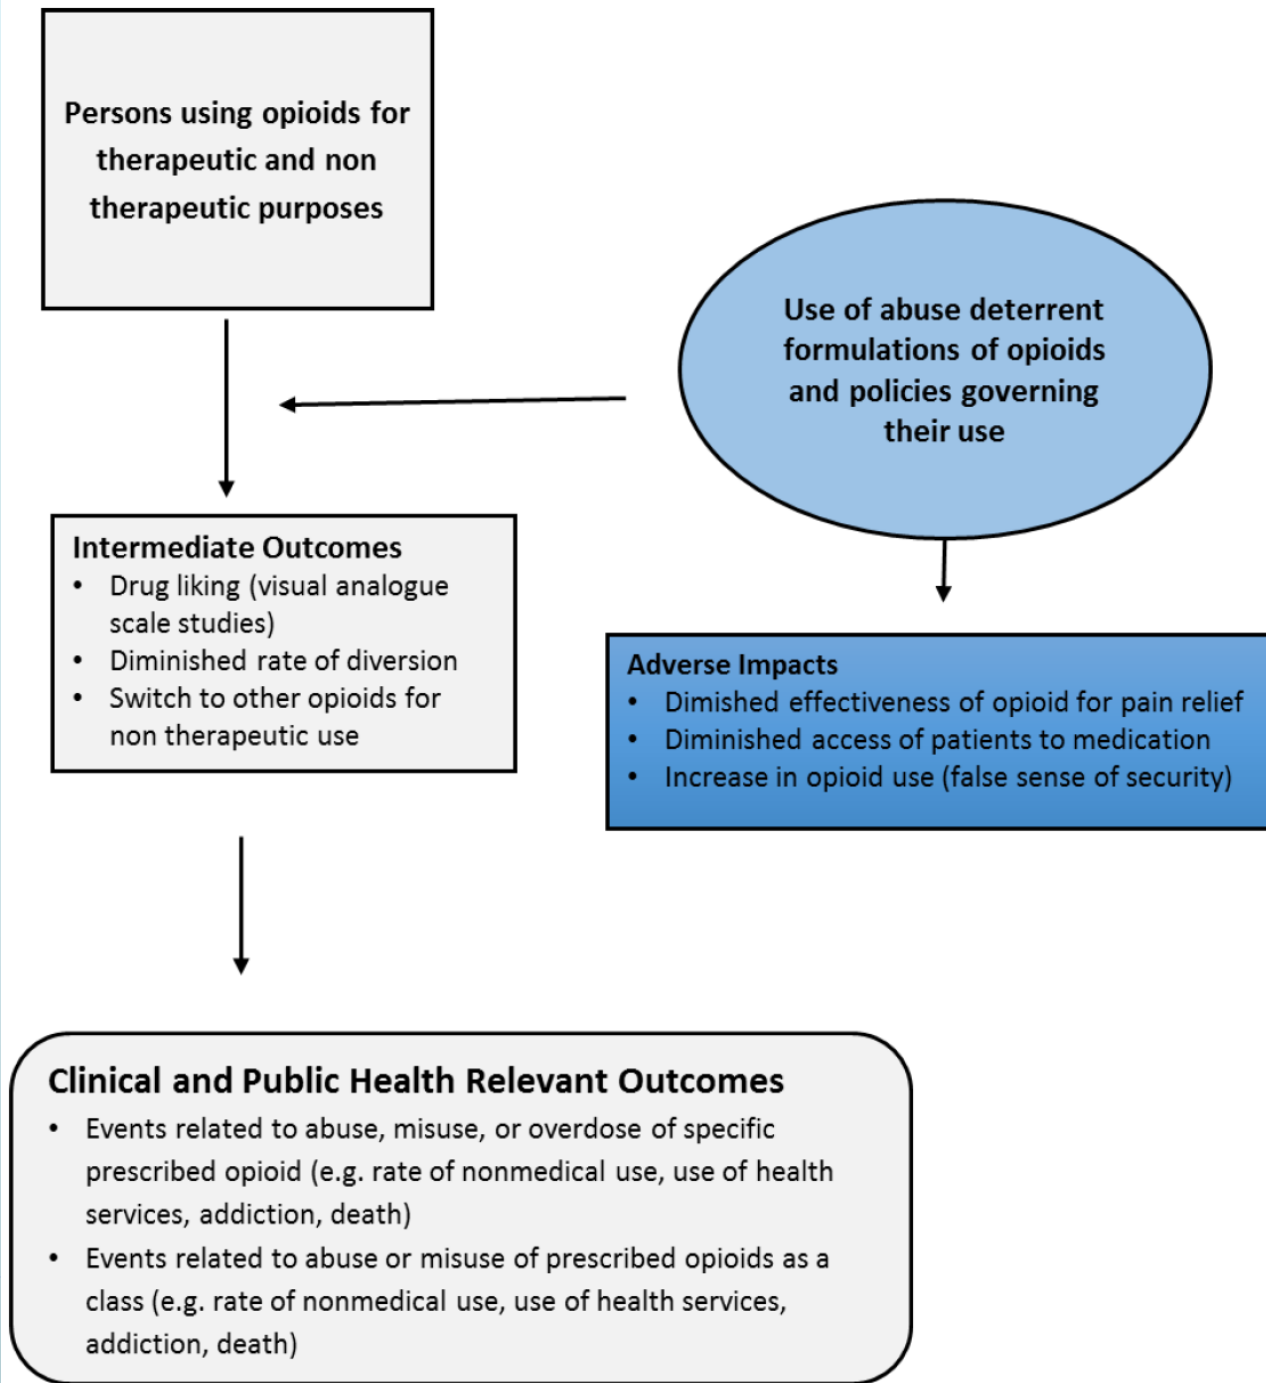 Persons using opioids for
therapeutic and non
therapeutic purposes
Use of abuse deterrent
formulations of opioids
and policies governing
their use
Intermediate Outcomes
• Drug liking (visual analogue
scale studies)
• Diminished rate of diversion
• Switch to other opioids for
non therapeutic use
Adverse Impacts
• Dimished effectiveness of opioid for pain relief
• Diminished access of patients to medication
• Increase in opioid use (false sense of security)
Clinical and Public Health Relevant Outcomes
• Events related to abuse, misuse, or overdose of specific
prescribed opioid (e.g. rate of nonmedical use, use of health
services, addiction, death)
• Events related to abuse or misuse of prescribed opioids as a
class (e.g. rate of nonmedical use, use of health services,
addiction, death)